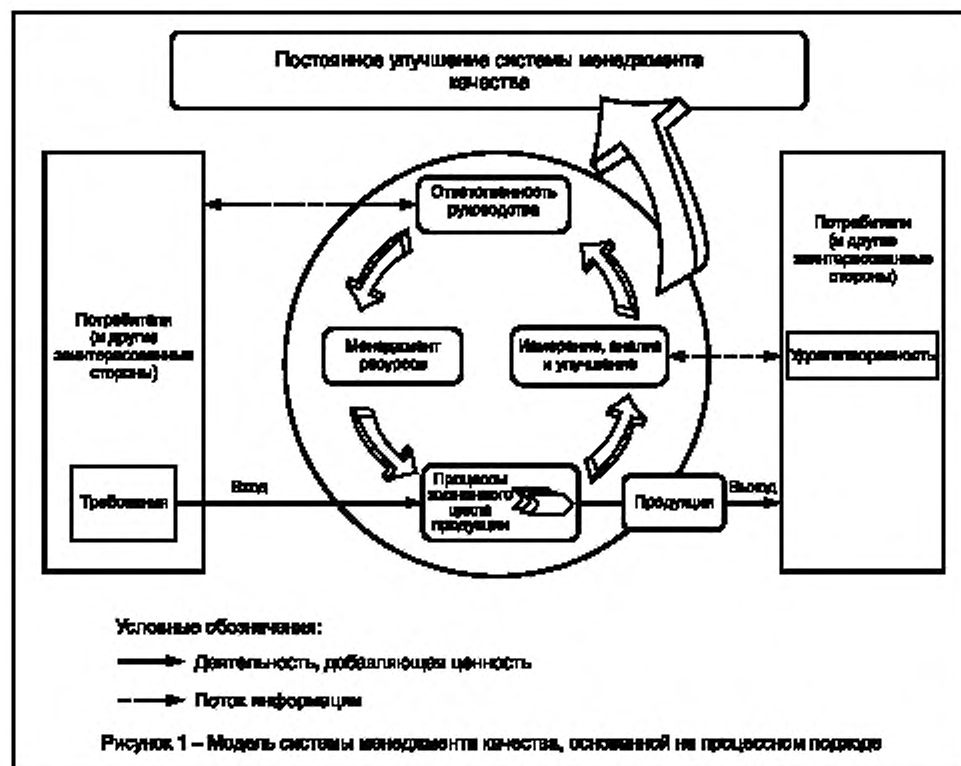 Постоянное улучшение системы менеджмента
качества
Ответственность
руководства
Потребители
(и другие
заинтересованные
стороны)
Потребители
(и другие
заинтересованные
стороны)
Менеджмент
ресурсов
Измерение, анализ
и улучшение
Удовлетворенность
Требования
Вход
Процессы
жизненного
цикла
продукции
Продукция
Выход
Условные обозначения:
Деятельность, добавляющая ценность
Поток информации
Рисунок 1 – Модель системы менеджмента качества, основанной на процессном подходе